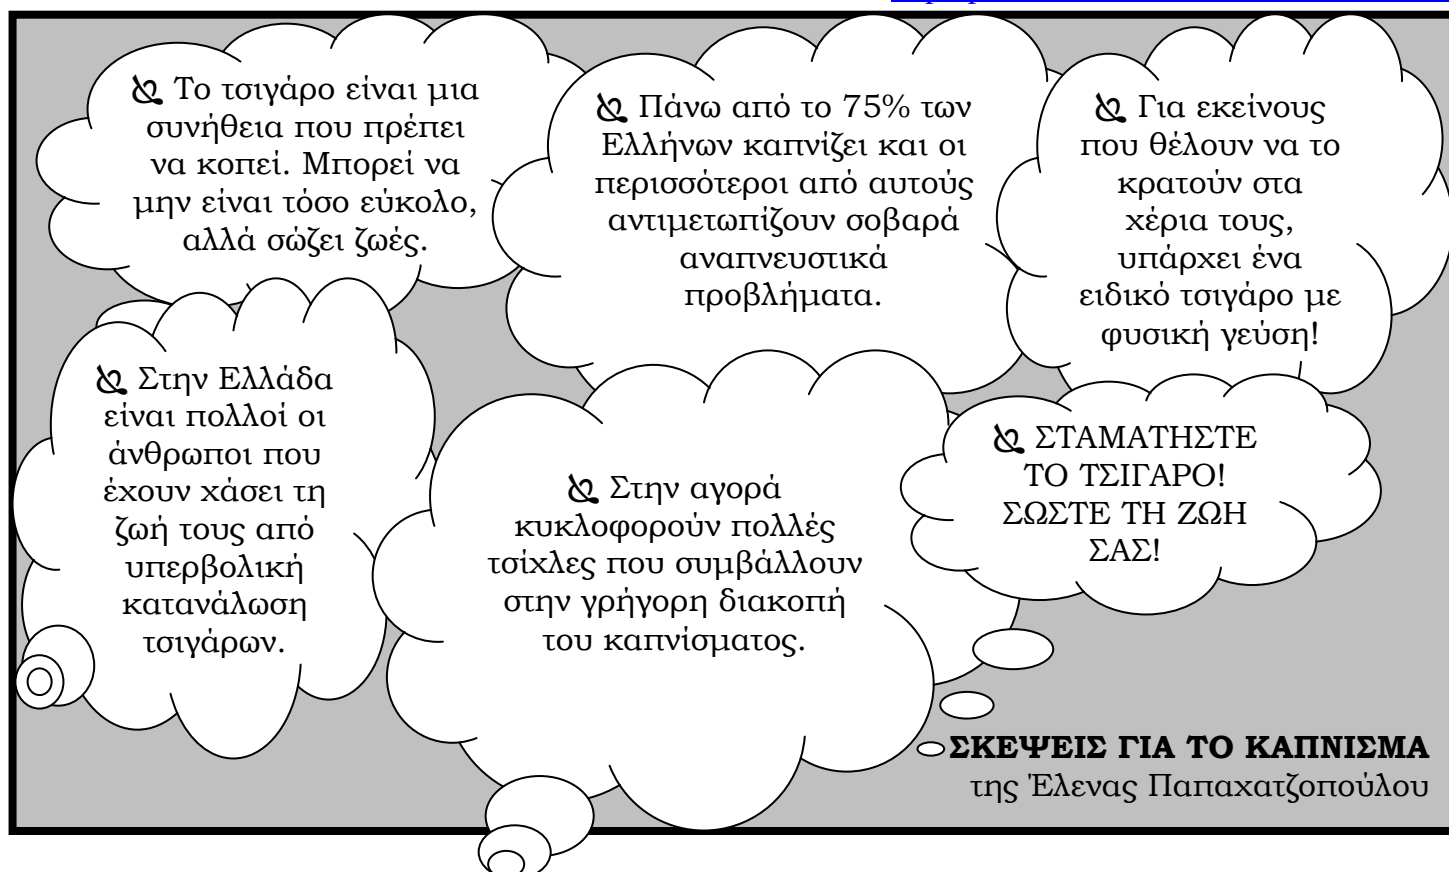 🙠 Το τσιγάρο είναι μια
συνήθεια που πρέπει
να κοπεί. Μπορεί να
μην είναι τόσο εύκολο,
αλλά σώζει ζωές.
🙠 Πάνω από το 75% των
Ελλήνων καπνίζει και οι
περισσότεροι από αυτούς
αντιμετωπίζουν σοβαρά
αναπνευστικά
προβλήματα.
🙠 Για εκείνους
που θέλουν να το
κρατούν στα
χέρια τους,
υπάρχει ένα
ειδικό τσιγάρο με
φυσική γεύση!
🙠 Στην Ελλάδα
είναι πολλοί οι
άνθρωποι που
έχουν χάσει τη
ζωή τους από
υπερβολική
κατανάλωση
τσιγάρων.
🙠 Στην αγορά
κυκλοφορούν πολλές
τσίχλες που συμβάλλουν
στην γρήγορη διακοπή
του καπνίσματος.
🙠 ΣΤΑΜΑΤΗΣΤΕ
ΤΟ ΤΣΙΓΑΡΟ!
ΣΩΣΤΕ ΤΗ ΖΩΗ
ΣΑΣ!
ΣΚΕΨΕΙΣ ΓΙΑ ΤΟ ΚΑΠΝΙΣΜΑ
της Έλενας Παπαχατζοπούλου